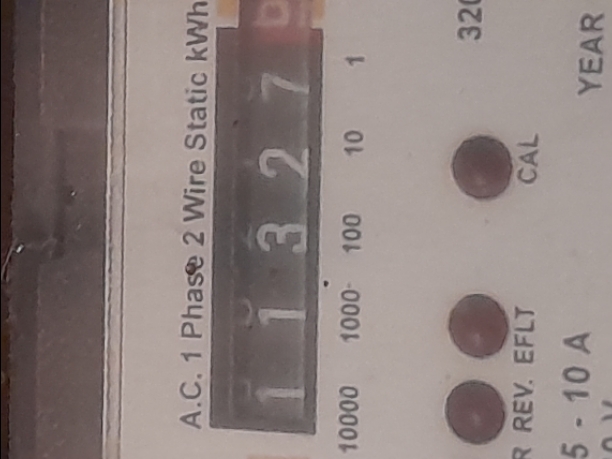 A.C. 1 Phase 2 Wire Static kWh
1 1 3 2 7
10000 1000 100 10 1
320
CAL
R REV. EFLT
YEAR
5 - 10 A